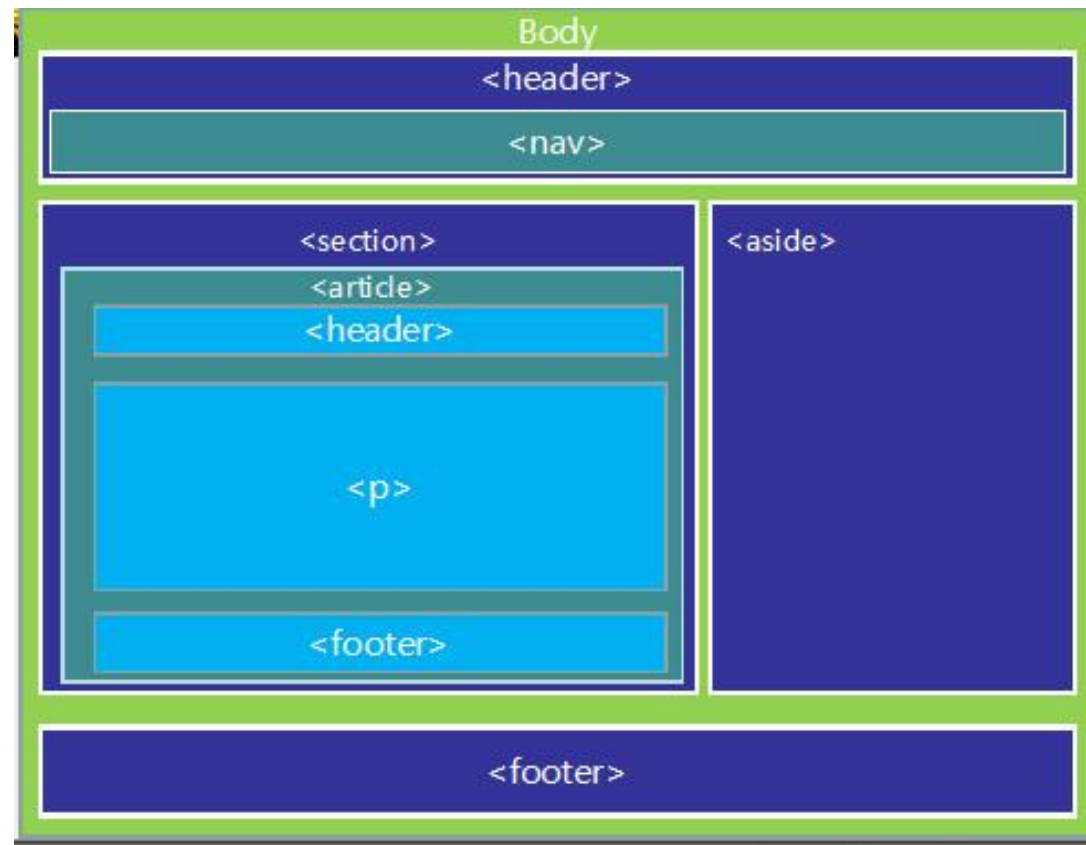 Body
<header>
<nav>
<section>
<aside>
<article>
<header>
<p>
<footer>
<footer>